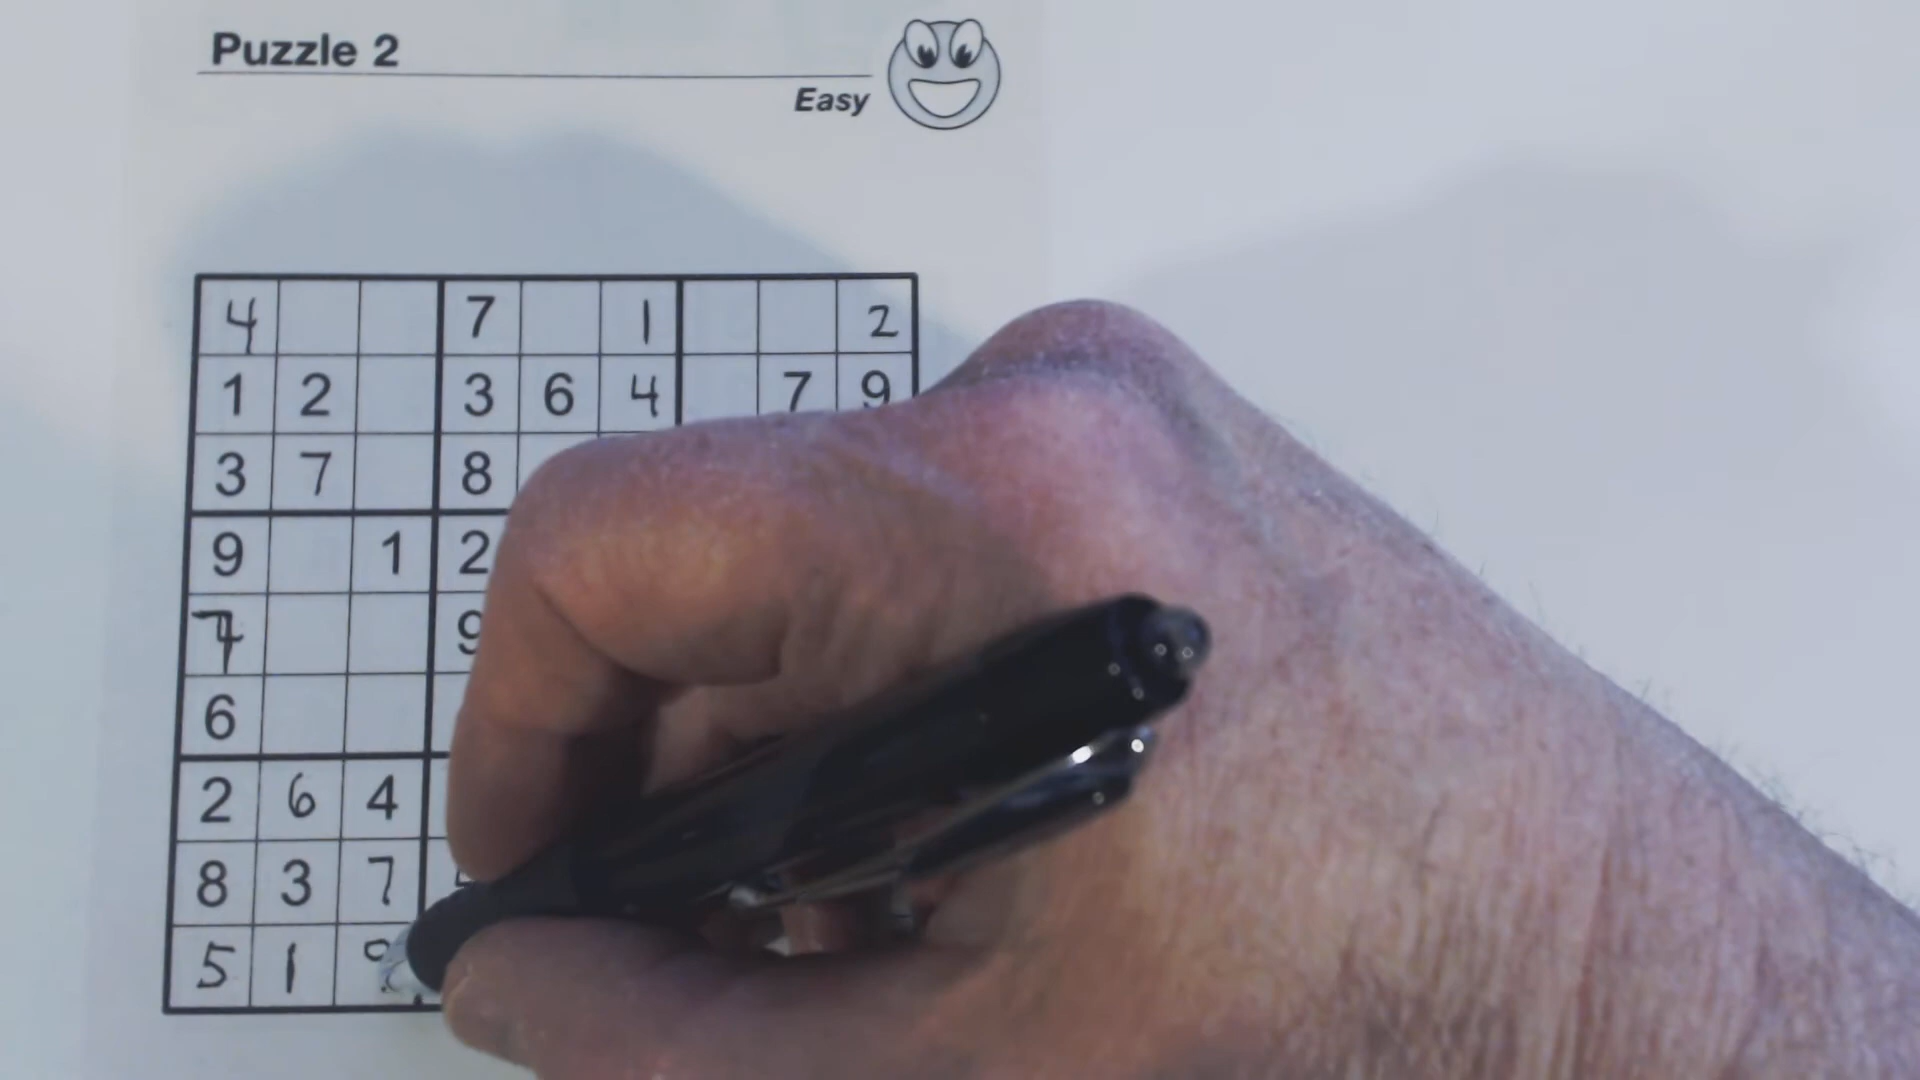 Puzzle 2
Easy
4 7 1 2
1 2 3 6 4 7 9
3 7 8
9 1 2
7 9
6
2 6 4
8 3 7
5 1 9